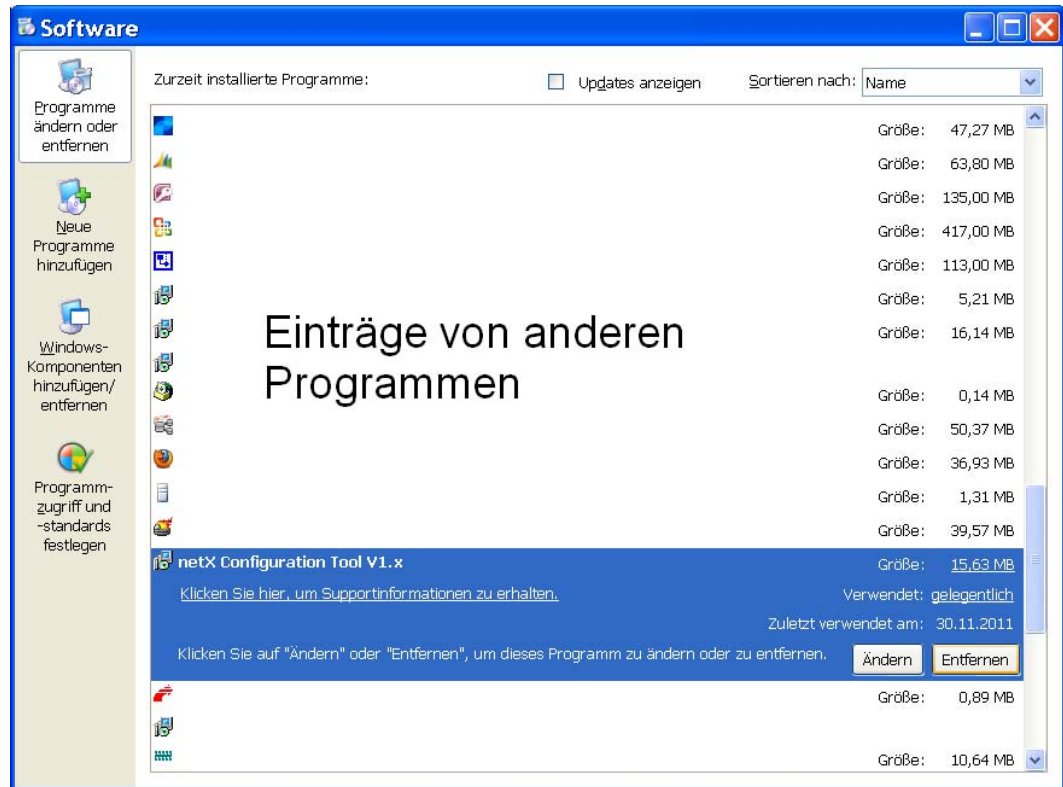 Software
Programme
ändern oder
entfernen
Neue
Programme
hinzufügen
Windows-
Komponenten
hinzufügen/
entfernen
Programm-
zugriff und
-standards
festlegen
Zurzeit installierte Programme:
Updates anzeigen
Sortieren nach: Name
Größe: 47,27 MB
Größe: 63,80 MB
Größe: 135,00 MB
Größe: 417,00 MB
Größe: 113,00 MB
Größe: 5,21 MB
Größe: 16,14 MB
Einträge von anderen
Programmen
Größe: 0,14 MB
Größe: 50,37 MB
Größe: 36,93 MB
Größe: 1,31 MB
Größe: 39,57 MB
netX Configuration Tool V1.x Größe: 15,63 MB
Klicken Sie hier, um Supportinformationen zu erhalten. Verwendet: gelegentlich
Zuletzt verwendet am: 30.11.2011
Klicken Sie auf "Ändern" oder "Entfernen", um dieses Programm zu ändern oder zu entfernen. Ändern Entfernen
Größe: 0,89 MB
Größe: 10,64 MB